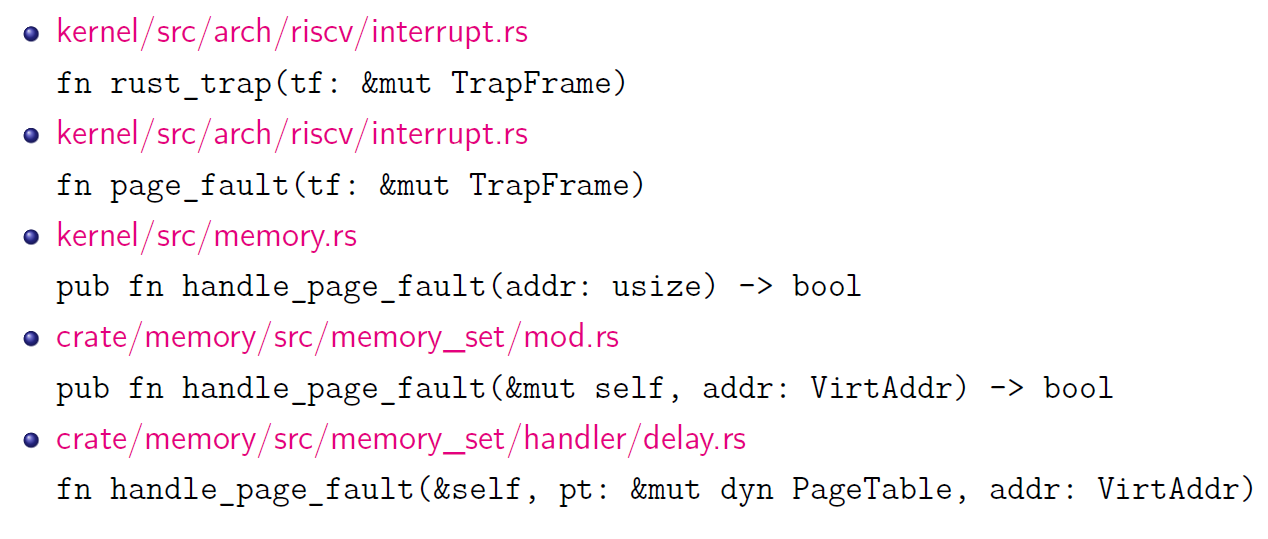 kernel/src/arch/riscv/interrupt.rs
fn rust_trap(tf: &mut TrapFrame)
kernel/src/arch/riscv/interrupt.rs
fn page_fault(tf: &mut TrapFrame)
kernel/src/memory.rs
pub fn handle_page_fault(addr: usize) -> bool
crate/memory/src/memory_set/mod.rs
pub fn handle_page_fault(&mut self, addr: VirtAddr) -> bool
crate/memory/src/memory_set/handler/delay.rs
fn handle_page_fault(&self, pt: &mut dyn PageTable, addr: VirtAddr)